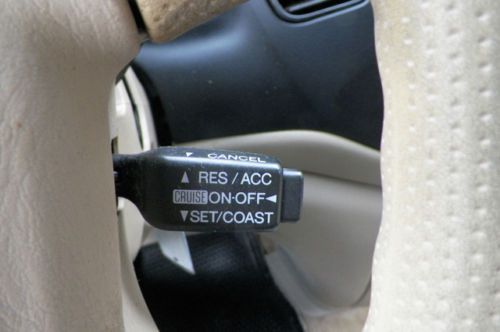 ▼ CANCEL
▲ RES / ACC
CRUISE ON-OFF ◄
▼ SET/COAST